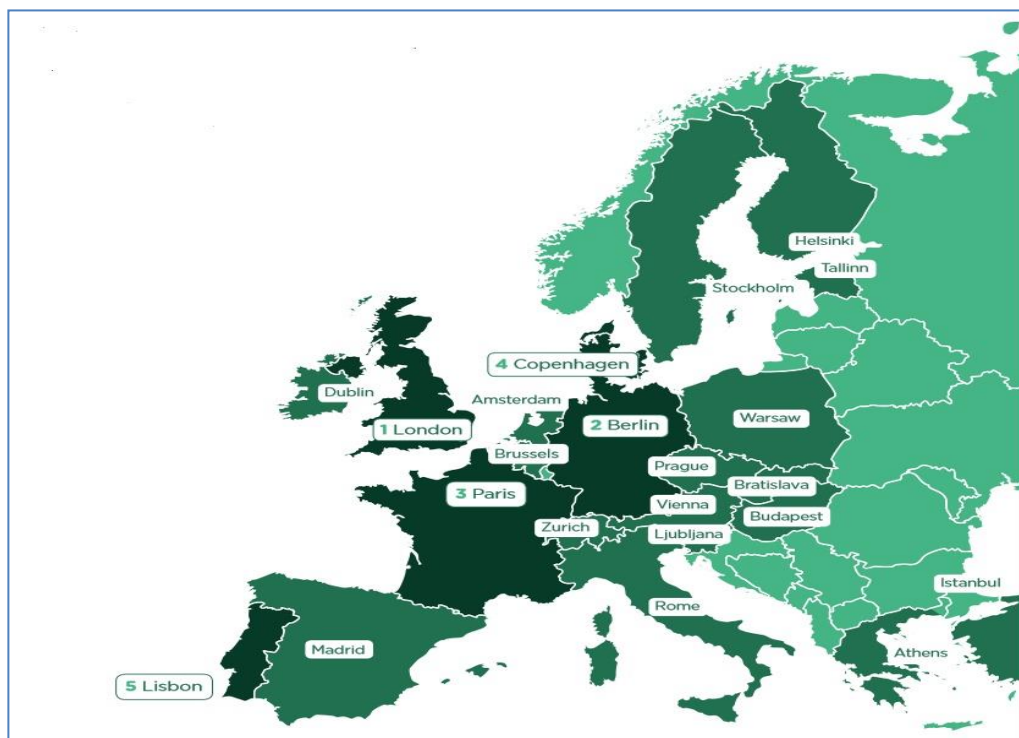 Helsinki
Tallinn
Stockholm
4 Copenhagen
Dublin
Amsterdam
1 London
2 Berlin
Warsaw
Brussels
Prague
3 Paris
Bratislava
Vienna
Budapest
Zurich
Ljubljana
Istanbul
Rome
Madrid
Athens
5 Lisbon